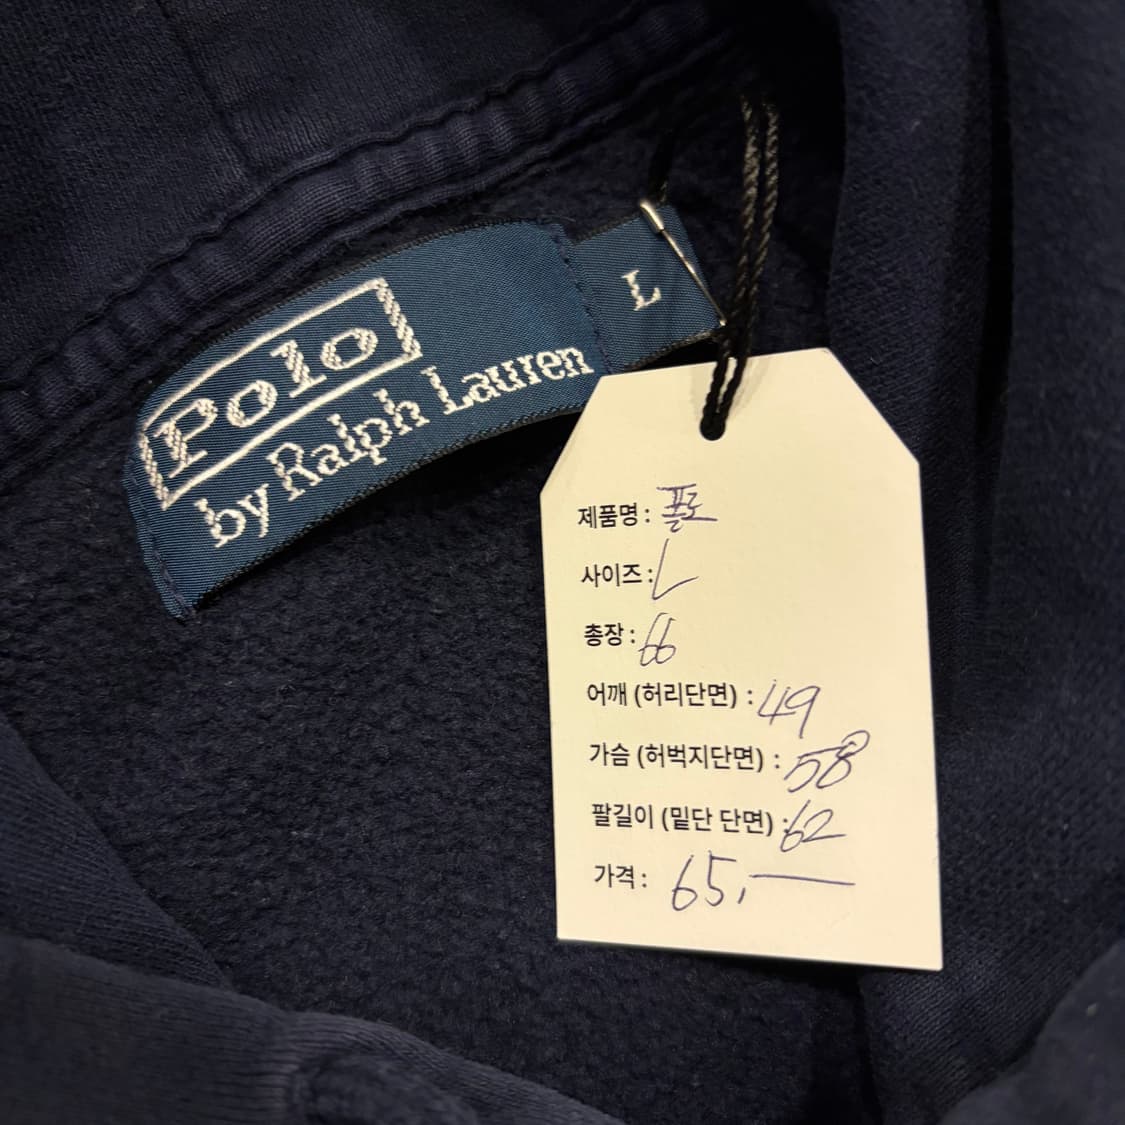 Polo
by Ralph Lauren
L
제품명 : 폴로
사이즈 : L
총장 : 66
어깨 (허리단면) : 49
가슴 (허벅지단면) : 58
팔길이 (밑단 단면) : 62
가격 : 65,—